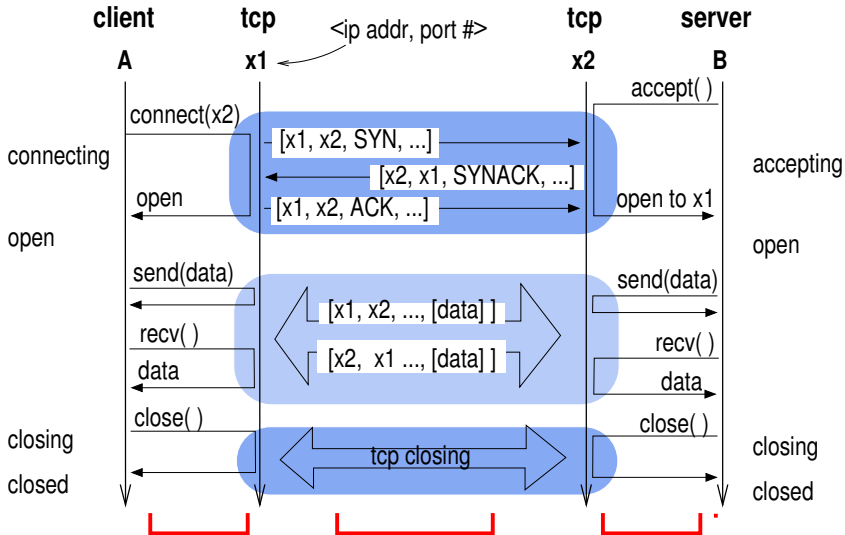 client tcp <ip addr, port #> tcp server
A x1 x2 B
accept( )
connect(x2)
[x1, x2, SYN, ...]
connecting accepting
[x2, x1, SYNACK, ...]
open [x1, x2, ACK, ...] open to x1
open open
send(data) send(data)
[x1, x2, ..., [data] ]
recv( ) recv( )
[x2, x1 ..., [data] ]
data data
close( ) close( )
closing closing
tcp closing
closed closed